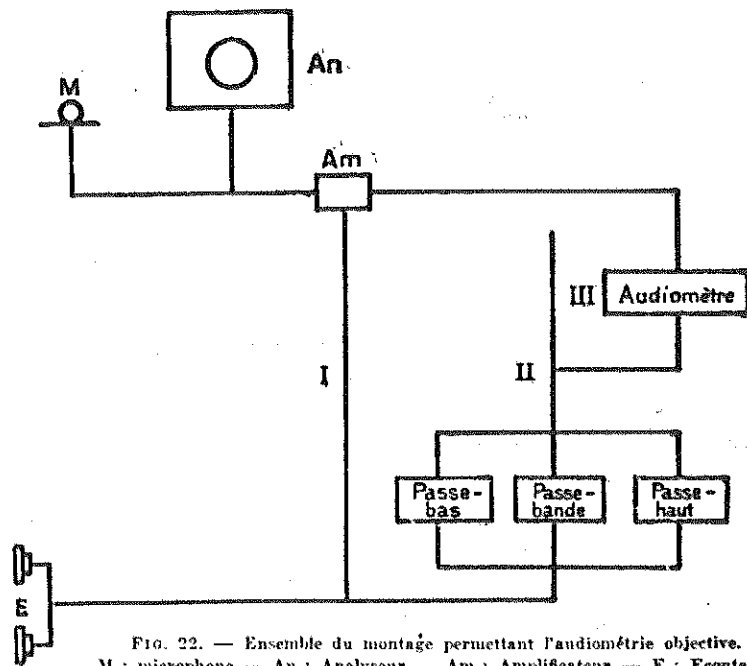 An
M
Am
III
Audiomètre
I
II
Passe-
bas
Passe-
bande
Passe-
haut
E
FIG. 22. — Ensemble du montage permettant l'audiométrie objective.
M : microphone — An : Analyseur — Am : Amplificateur — E :